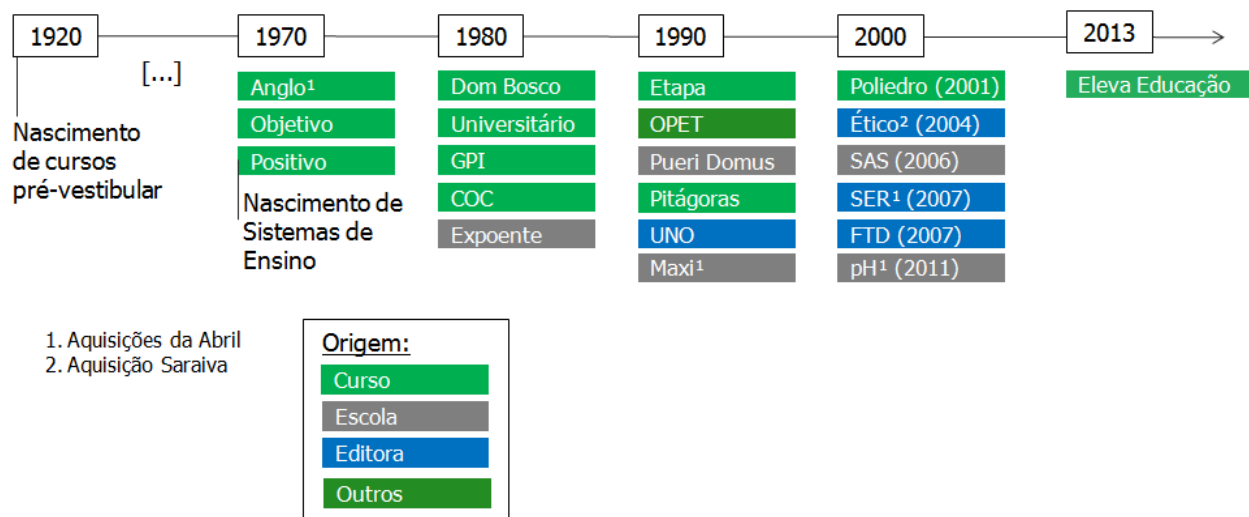 1920
1970
1980
1990
2000
2013
[...]
Nascimento
de cursos
pré-vestibular
Anglo¹
Objetivo
Positivo
Nascimento de
Sistemas de
Ensino
Dom Bosco
Universitário
GPI
COC
Expoente
Etapa
OPET
Pueri Domus
Pitágoras
UNO
Maxi¹
Poliedro (2001)
Ético² (2004)
SAS (2006)
SER¹ (2007)
FTD (2007)
pH¹ (2011)
Eleva Educação
1. Aquisições da Abril
2. Aquisição Saraiva
Origem:
Curso
Escola
Editora
Outros